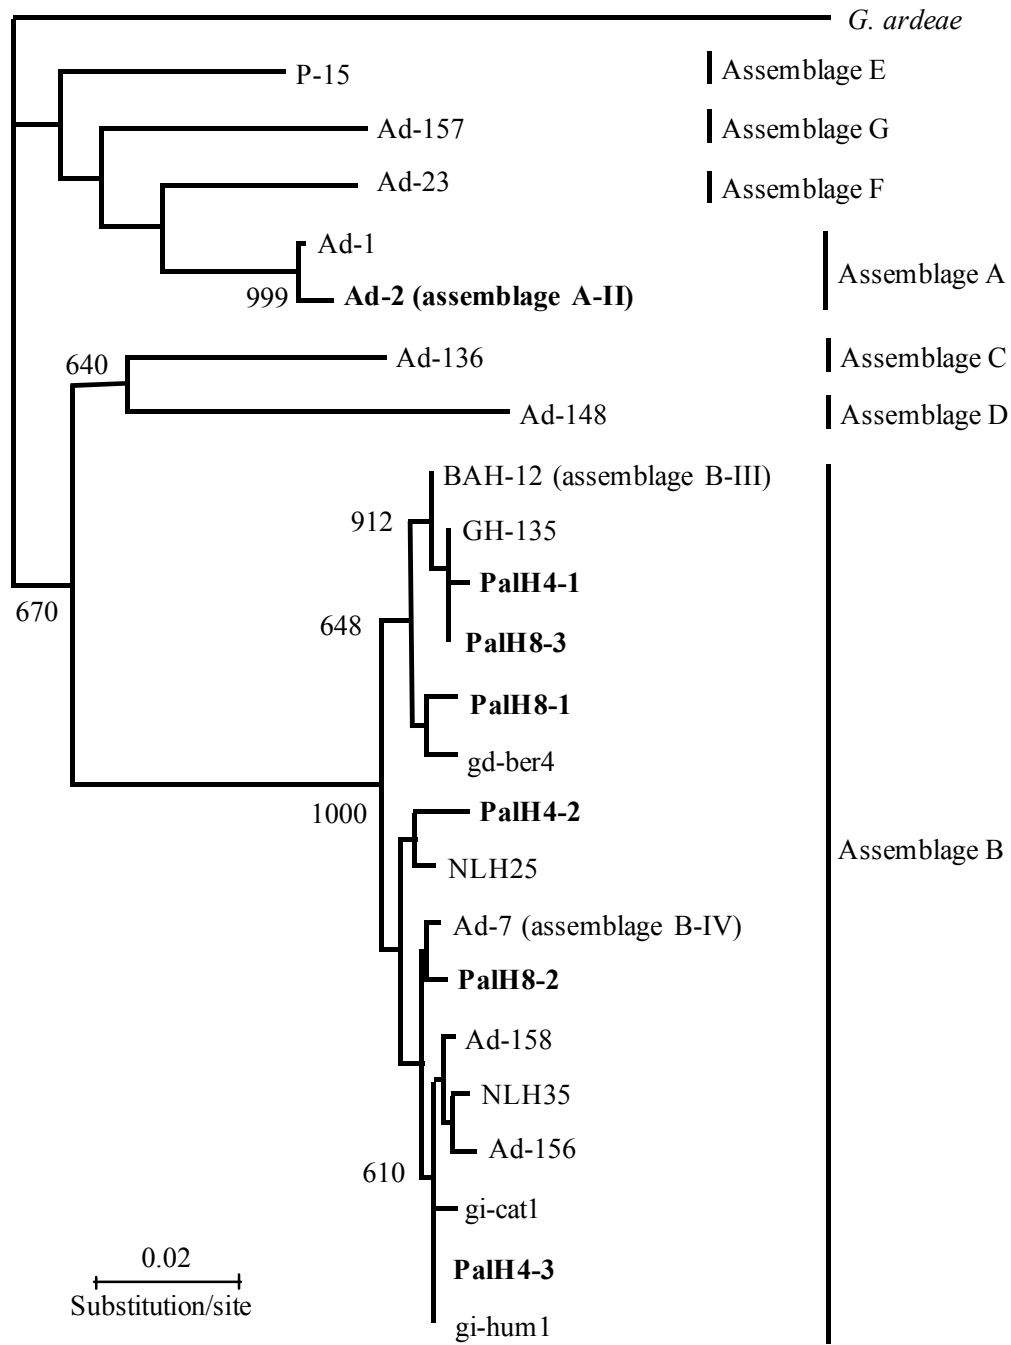 G. ardeae
P-15
Assemblage E
Ad-157
Assemblage G
Ad-23
Assemblage F
Ad-1
Assemblage A
999
Ad-2 (assemblage A-II)
640
Ad-136
Assemblage C
Ad-148
Assemblage D
BAH-12 (assemblage B-III)
912
GH-135
PalH4-1
670
648
PalH8-3
PalH8-1
gd-ber4
1000
PalH4-2
Assemblage B
NLH25
Ad-7 (assemblage B-IV)
PalH8-2
Ad-158
NLH35
Ad-156
610
gi-cat1
0.02
PalH4-3
Substitution/site
gi-hum1